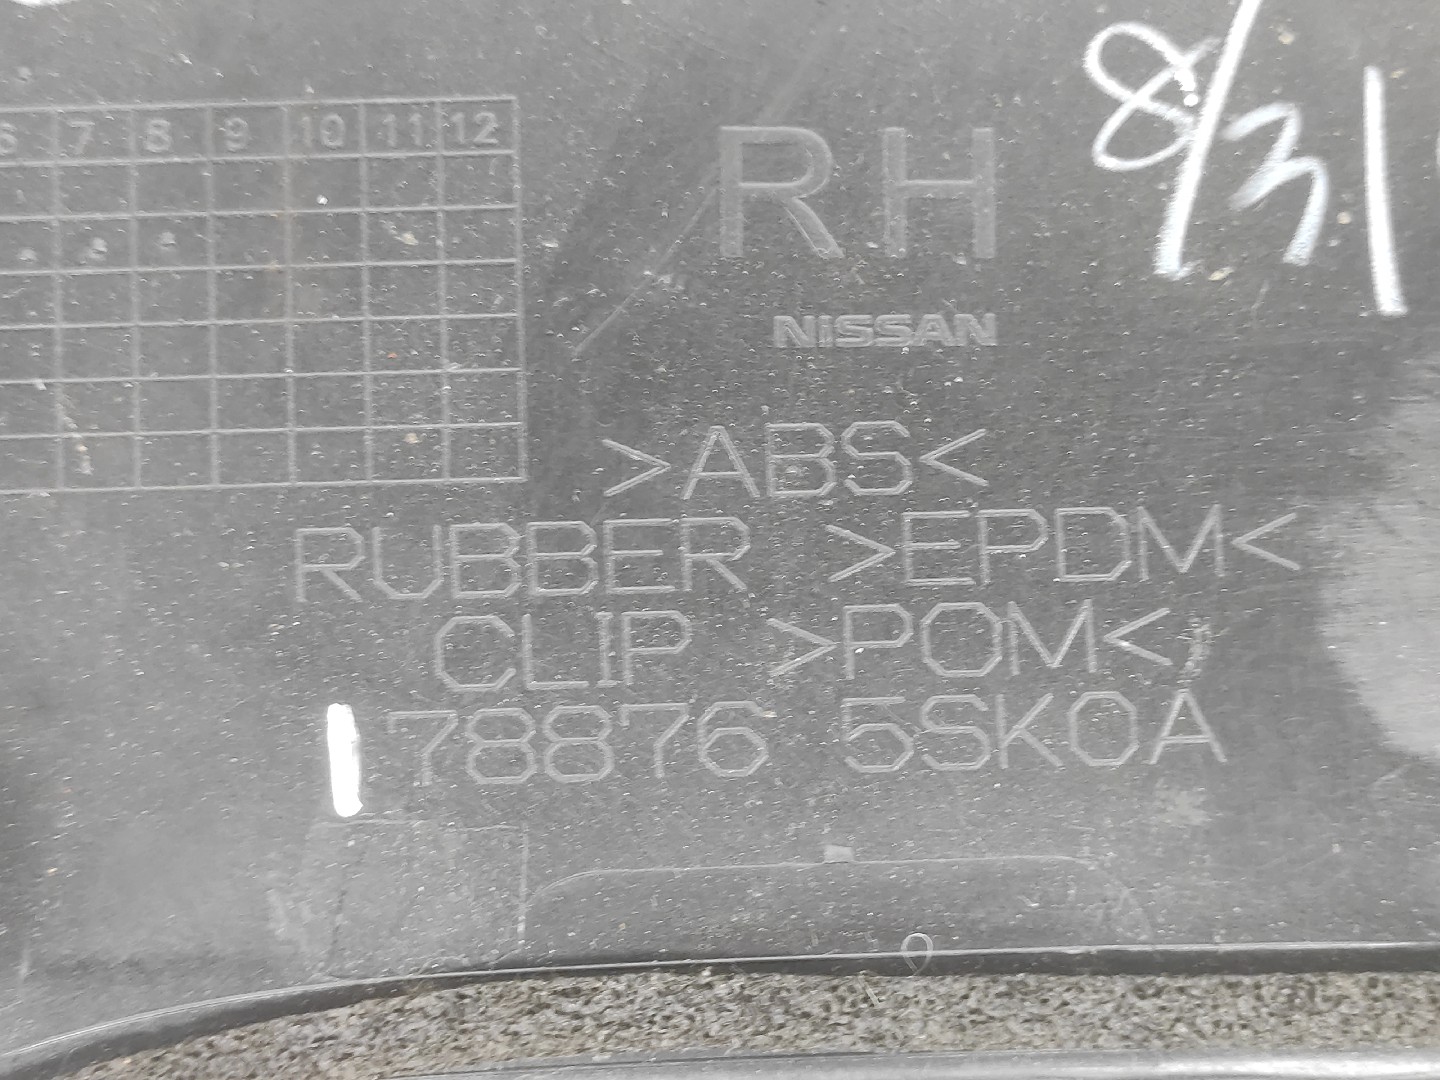 8/31
6 7 8 9 10 11 12
RH
NISSAN
>ABS<
RUBBER >EPDM<
CLIP >POM<
78876 5SK0A